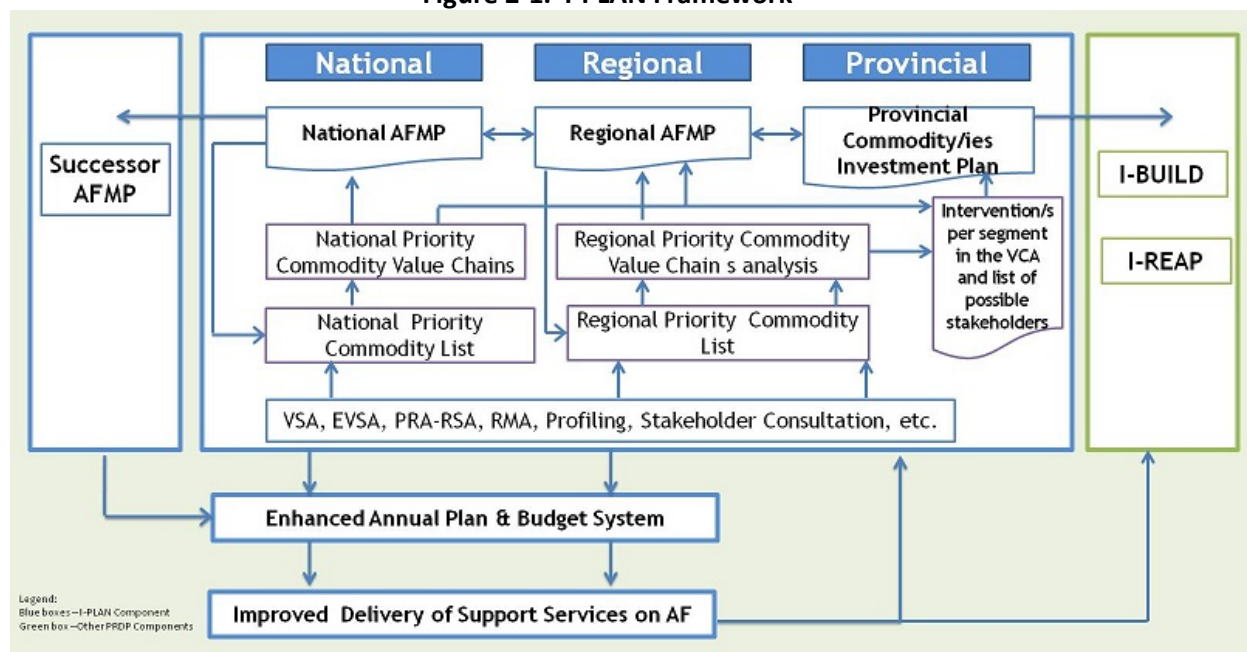 National
Regional
Provincial
National AFMP
Regional AFMP
Provincial
Commodity/ies
Investment Plan
Successor
AFMP
I-BUILD
I-REAP
National Priority
Commodity Value Chains
Regional Priority Commodity
Value Chain s analysis
Intervention/s
per segment
in the VCA
and list of
possible
stakeholders
National Priority
Commodity List
Regional Priority Commodity
List
VSA, EVSA, PRA-RSA, RMA, Profiling, Stakeholder Consultation, etc.
Enhanced Annual Plan & Budget System
Improved Delivery of Support Services on AF
Legend:
Blue boxes—I-PLAN Component
Green box—Other PRDP Components